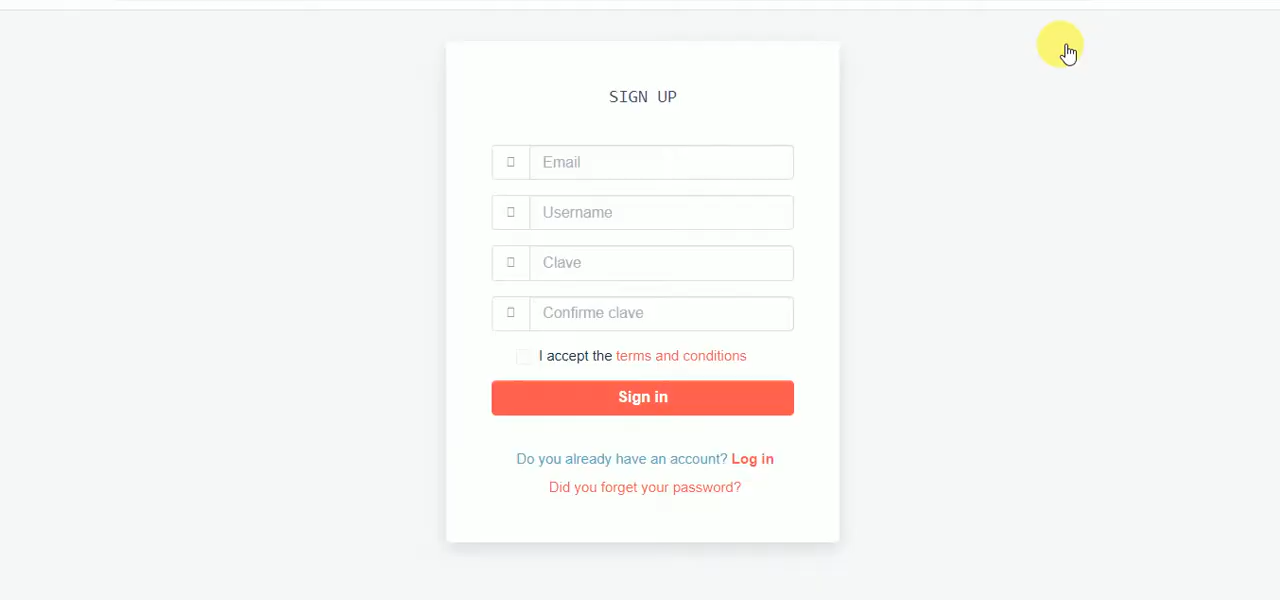 SIGN UP
Email
Username
Clave
Confirme clave
I accept the terms and conditions
Sign in
Do you already have an account? Log in
Did you forget your password?